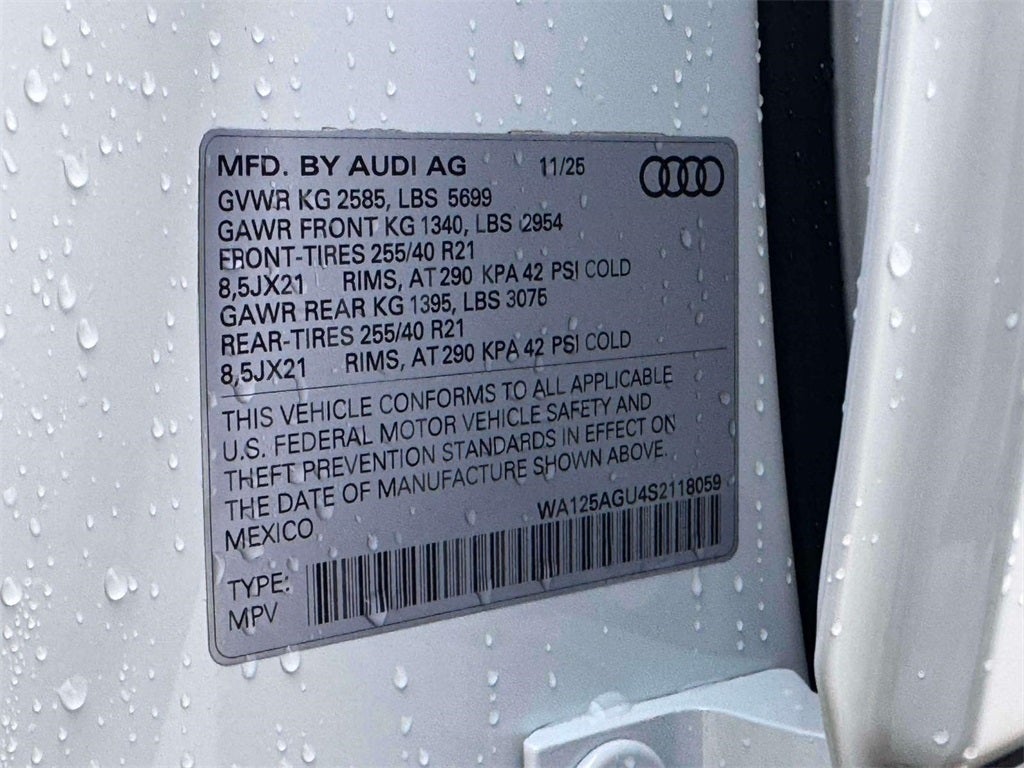 MFD. BY AUDI AG 11/25
GVWR KG 2585, LBS 5699
GAWR FRONT KG 1340, LBS 2954
FRONT-TIRES 255/40 R21
8,5JX21 RIMS, AT 290 KPA 42 PSI COLD
GAWR REAR KG 1395, LBS 3075
REAR-TIRES 255/40 R21
8,5JX21 RIMS, AT 290 KPA 42 PSI COLD
THIS VEHICLE CONFORMS TO ALL APPLICABLE
U.S. FEDERAL MOTOR VEHICLE SAFETY AND
THEFT PREVENTION STANDARDS IN EFFECT ON
THE DATE OF MANUFACTURE SHOWN ABOVE.
MEXICO WA125AGU4S2118059
TYPE:
MPV